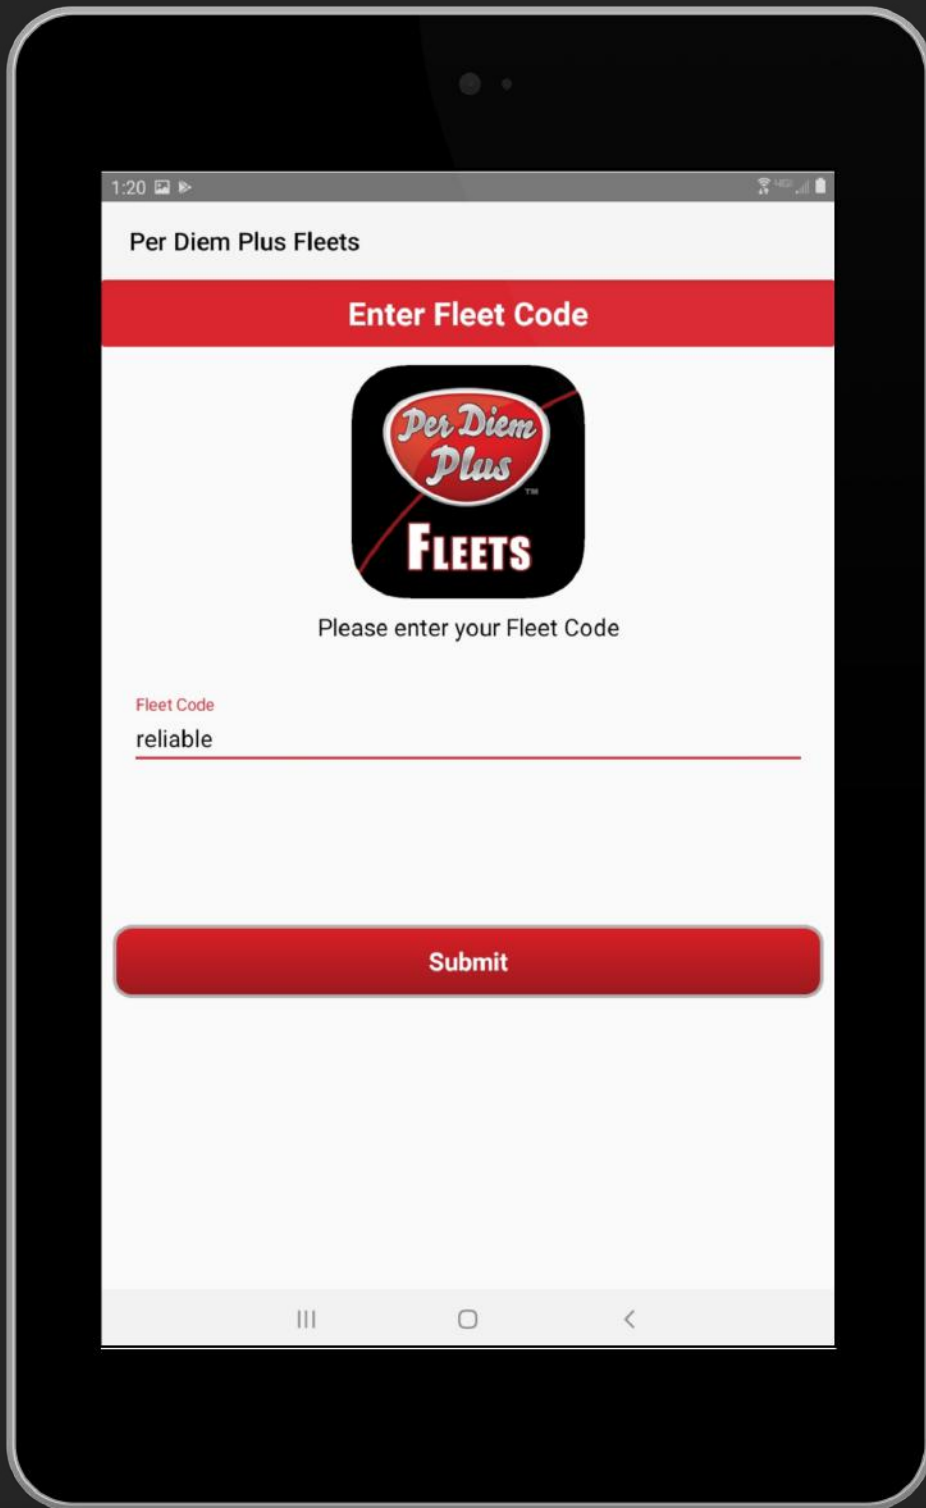 1:20
Per Diem Plus Fleets
Enter Fleet Code
Per Diem
Plus
TM
FLEETS
Please enter your Fleet Code
Fleet Code
reliable
Submit